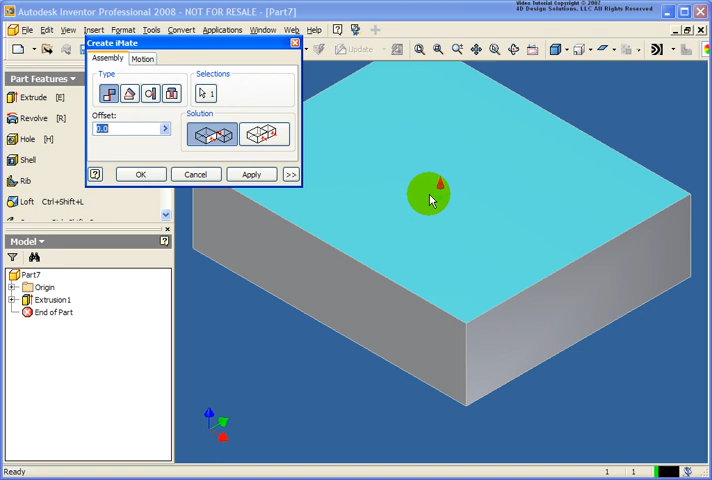 Autodesk Inventor Professional 2008 - NOT FOR RESALE - [Part7]
Video Tutorial Copyright © 2007
4D Design Solutions, LLC All Rights Reserved.
File Edit View Insert Format Tools Convert Applications Window Web Help
Update
Part Features
Extrude [E]
Revolve [R]
Hole [H]
Shell
Rib
Loft Ctrl+Shift+L
Create iMate
Assembly Motion
Type
Selections
1
Offset:
0.0
Solution
OK Cancel Apply >>
Model
Part7
Origin
Extrusion1
End of Part
Ready
1 1